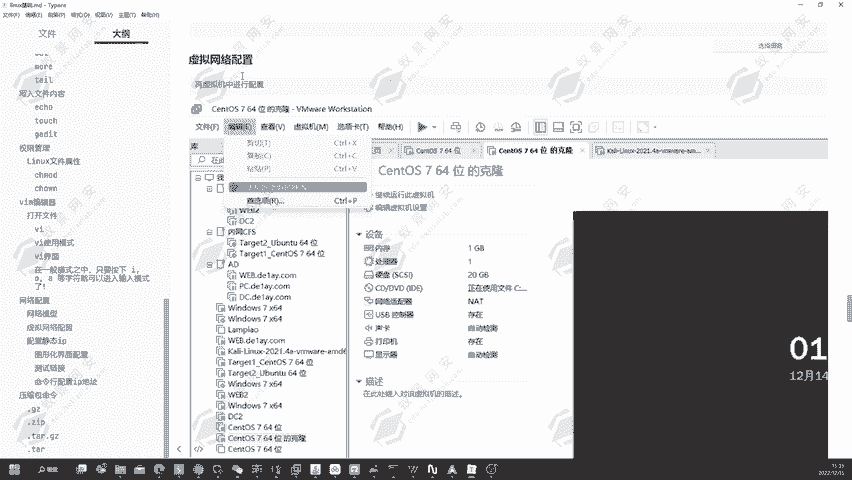 linux基础.md - Typora
文件(F) 编辑(E) 段落(P) 格式(O) 视图(V) 主题(T) 帮助(H)
文件 大纲
more
tail
写入文件内容
echo
touch
gadit
权限管理
Linux文件属性
chmod
chown
vim编辑器
打开文件
vi
vi使用模式
vi界面
在一般模式之中，只要按下 i, o, a 等字符就可以进入输入模式了！
网络配置
网络模型
虚拟网络配置
配置静态ip
图形化界面配置
测试链接
命令行配置ip地址
压缩包命令
.gz
.zip
.tar.gz
.tar
虚拟网络配置
再虚拟机中进行配置
CentOS 7 64 位 的克隆 - VMware Workstation
文件(F) 编辑(E) 查看(V) 虚拟机(M) 选项卡(T) 帮助(H)
库
剪切(T) Ctrl+X
复制(C) Ctrl+C
粘贴(P) Ctrl+V
首选项(R)... Ctrl+P
CentOS 7 64 位
CentOS 7 64 位 的克隆
Kali-Linux-2021.4a-vmware-am...
WEB2
DC2
内网CFS
Target2_Ubuntu 64 位
Target1_CentOS 7 64 位
AD
WEB.de1ay.com
PC.de1ay.com
DC.de1ay.com
Windows 7 x64
Windows 7 x64
Lampiao
WEB.de1ay.com
Kali-Linux-2021.4a-vmware-amd6
Target1_CentOS 7 64 位
Target2_Ubuntu 64 位
Windows 7 x64
WEB2
Windows 7 x64
DC2
CentOS 7 64 位
CentOS 7 64 位 的克隆
CentOS 7 64 位
CentOS 7 64 位 的克隆
继续运行此虚拟机
编辑虚拟机设置
设备
内存 1 GB
处理器 1
硬盘 (SCSI) 20 GB
CD/DVD (IDE) 正在使用文件 C:...
网络适配器 NAT
USB 控制器 存在
声卡 自动检测
打印机 存在
显示器 自动检测
描述
在此处键入对该虚拟机的描述。
01
12月14
2022/12/15